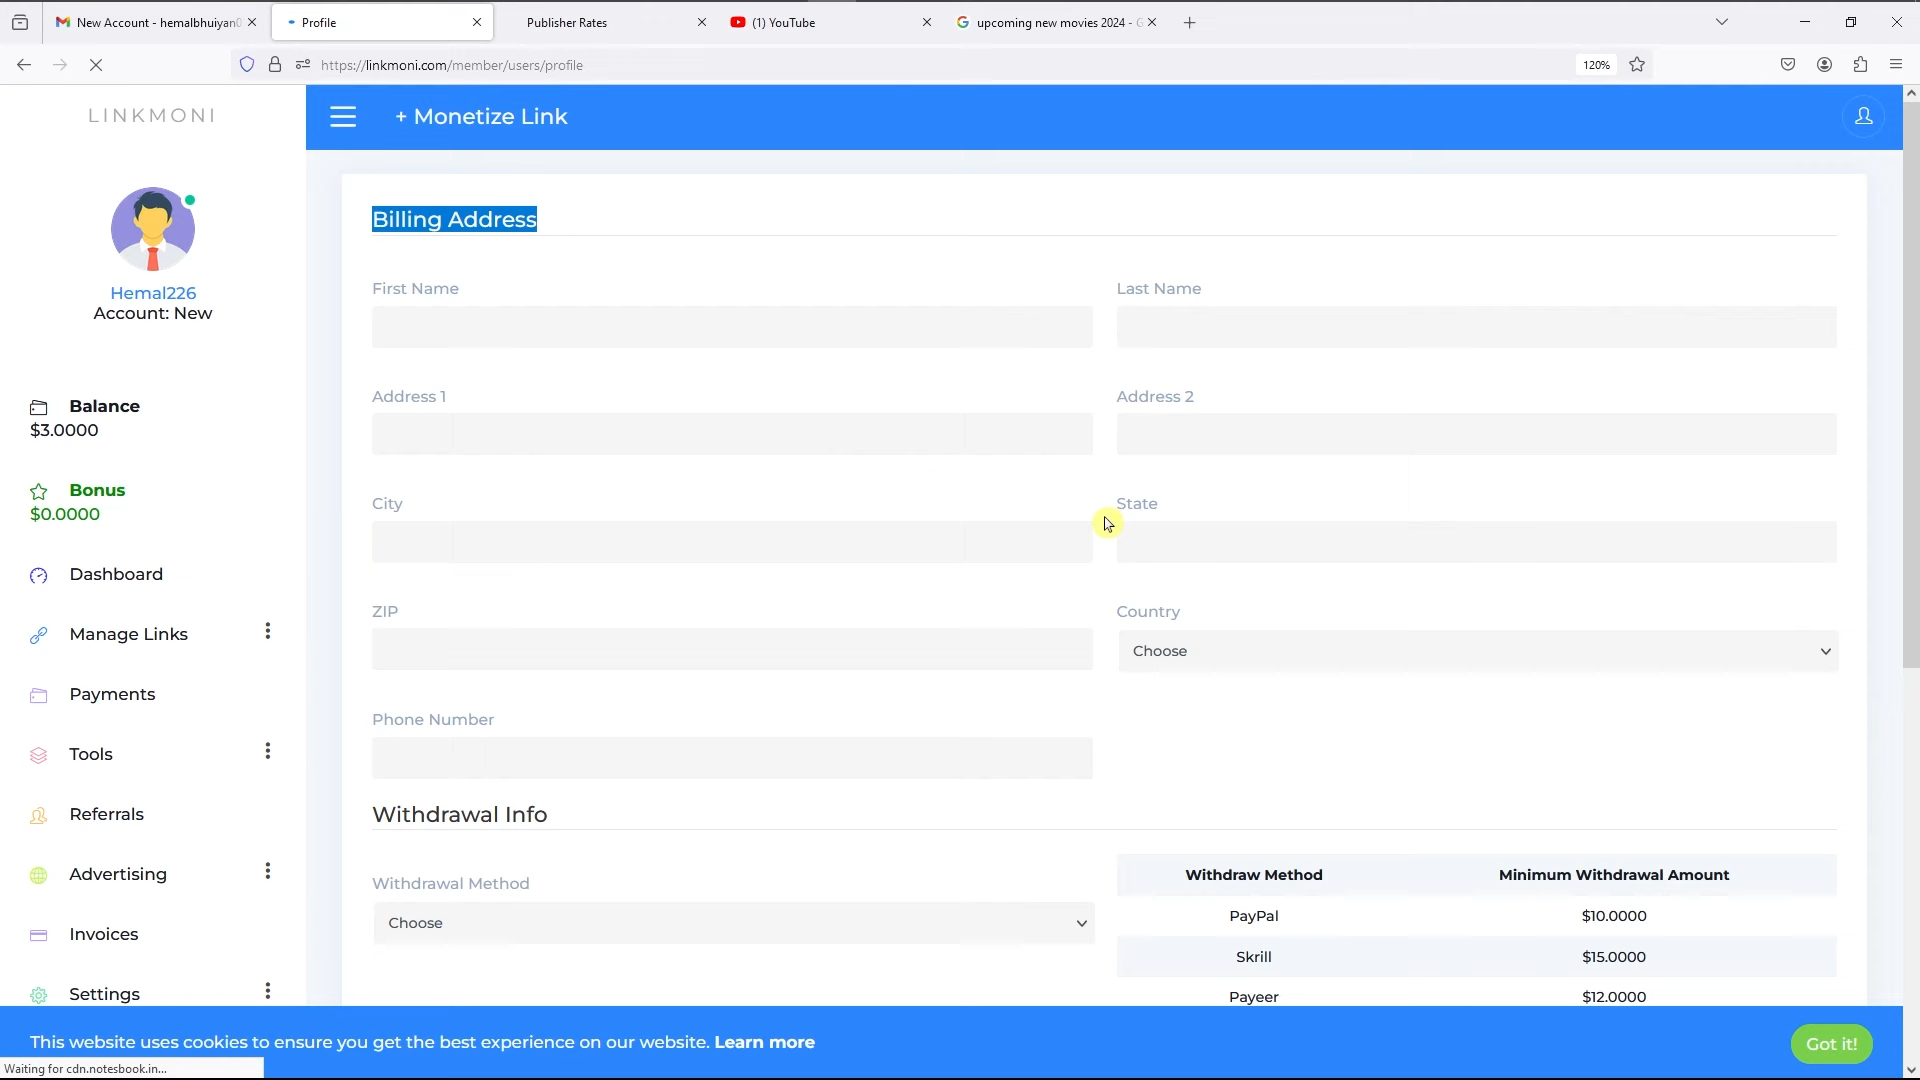 New Account - hemalbhuiyan0
Profile
Publisher Rates
(1) YouTube
upcoming new movies 2024 - G
https://linkmoni.com/member/users/profile
120%
LINKMONI
+ Monetize Link
Hemal226
Account: New
Balance
$3.0000
Bonus
$0.0000
Dashboard
Manage Links
Payments
Tools
Referrals
Advertising
Invoices
Settings
Billing Address
First Name
Last Name
Address 1
Address 2
City
State
ZIP
Country
Choose
Phone Number
Withdrawal Info
Withdrawal Method
Choose
Withdraw Method Minimum Withdrawal Amount
PayPal $10.0000
Skrill $15.0000
Payeer $12.0000
This website uses cookies to ensure you get the best experience on our website. Learn more
Got it!
Waiting for cdn.notesbook.in...